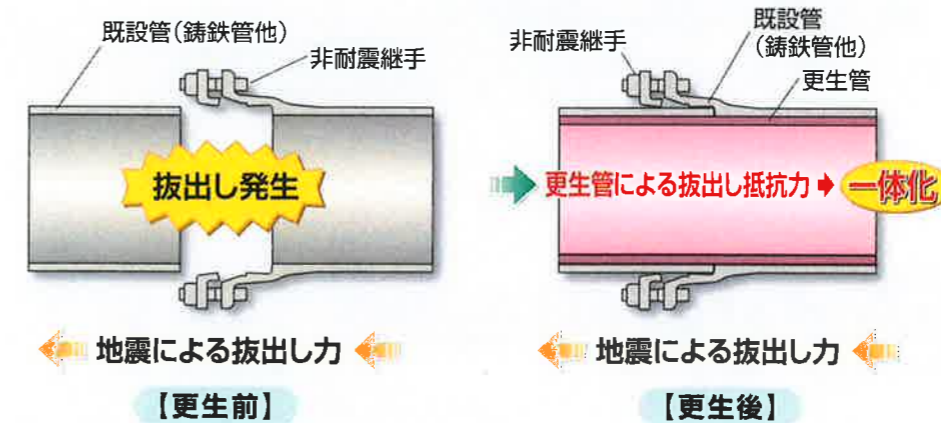 既設管(鋳鉄管他)
非耐震継手
抜出し発生
地震による抜出し力
【更生前】
非耐震継手
既設管
(鋳鉄管他)
更生管
更生管による抜出し抵抗力
一体化
地震による抜出し力
【更生後】